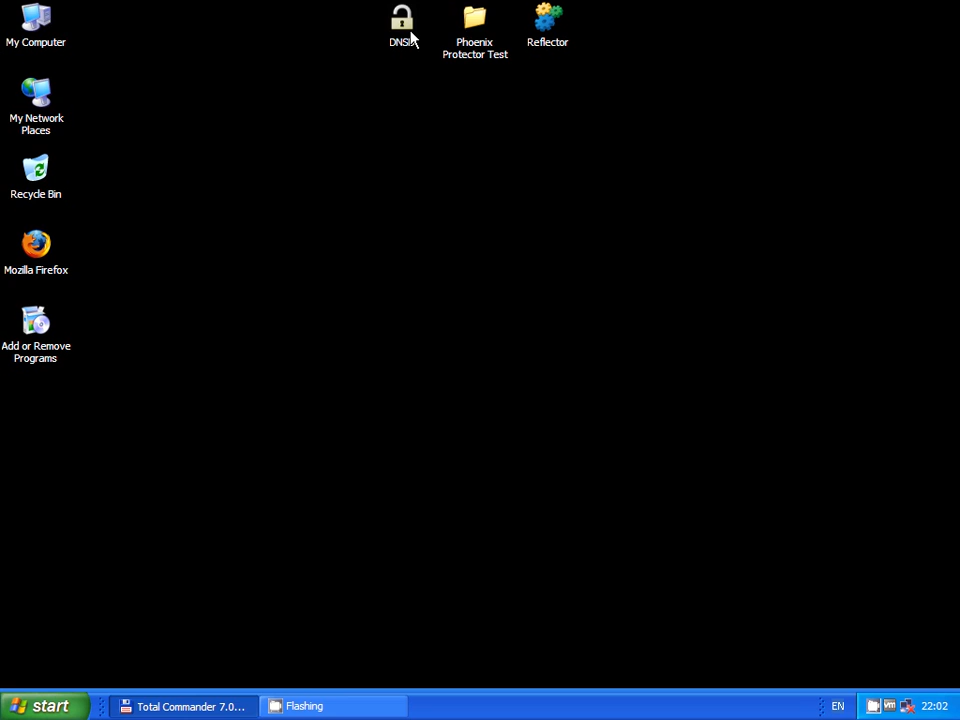 My Computer
My Network
Places
Recycle Bin
Mozilla Firefox
Add or Remove
Programs
Phoenix
Protector Test
Reflector
start
Total Commander 7.0...
Flashing
EN
vm
22:02